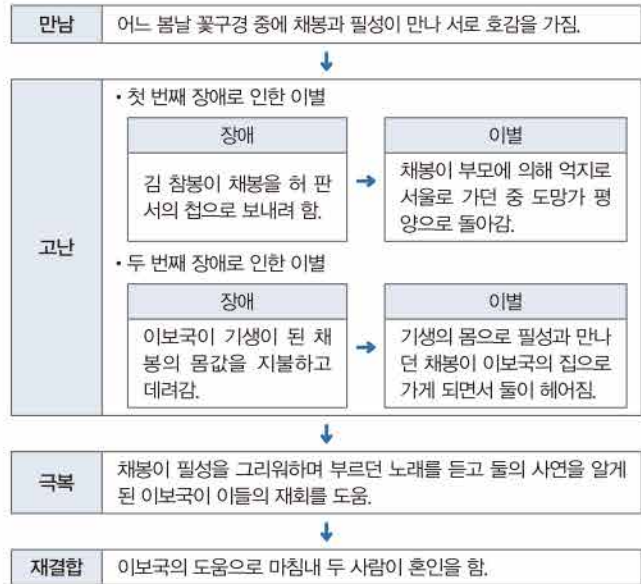 만남
어느 봄날 꽃구경 중에 채봉과 필성이 만나 서로 호감을 가짐.
고난
• 첫 번째 장애로 인한 이별
장애
김 참봉이 채봉을 허 판
서의 첩으로 보내려 함.
이별
채봉이 부모에 의해 억지로
서울로 가던 중 도망가 평
양으로 돌아감.
• 두 번째 장애로 인한 이별
장애
이보국이 기생이 된 채
봉의 몸값을 지불하고
데려감.
이별
기생의 몸으로 필성과 만나
던 채봉이 이보국의 집으로
가게 되면서 둘이 헤어짐.
극복
채봉이 필성을 그리워하며 부르던 노래를 듣고 둘의 사연을 알게
된 이보국이 이들의 재회를 도움.
재결합
이보국의 도움으로 마침내 두 사람이 혼인을 함.